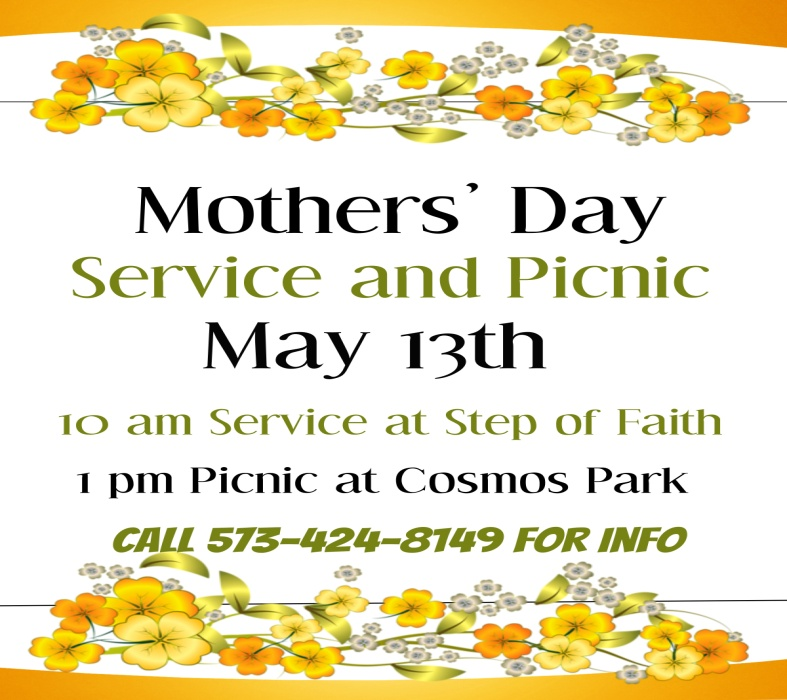 Mothers’ Day
Service and Picnic
May 13th
10 am Service at Step of Faith
1 pm Picnic at Cosmos Park
CALL 573-424-8149 FOR INFO